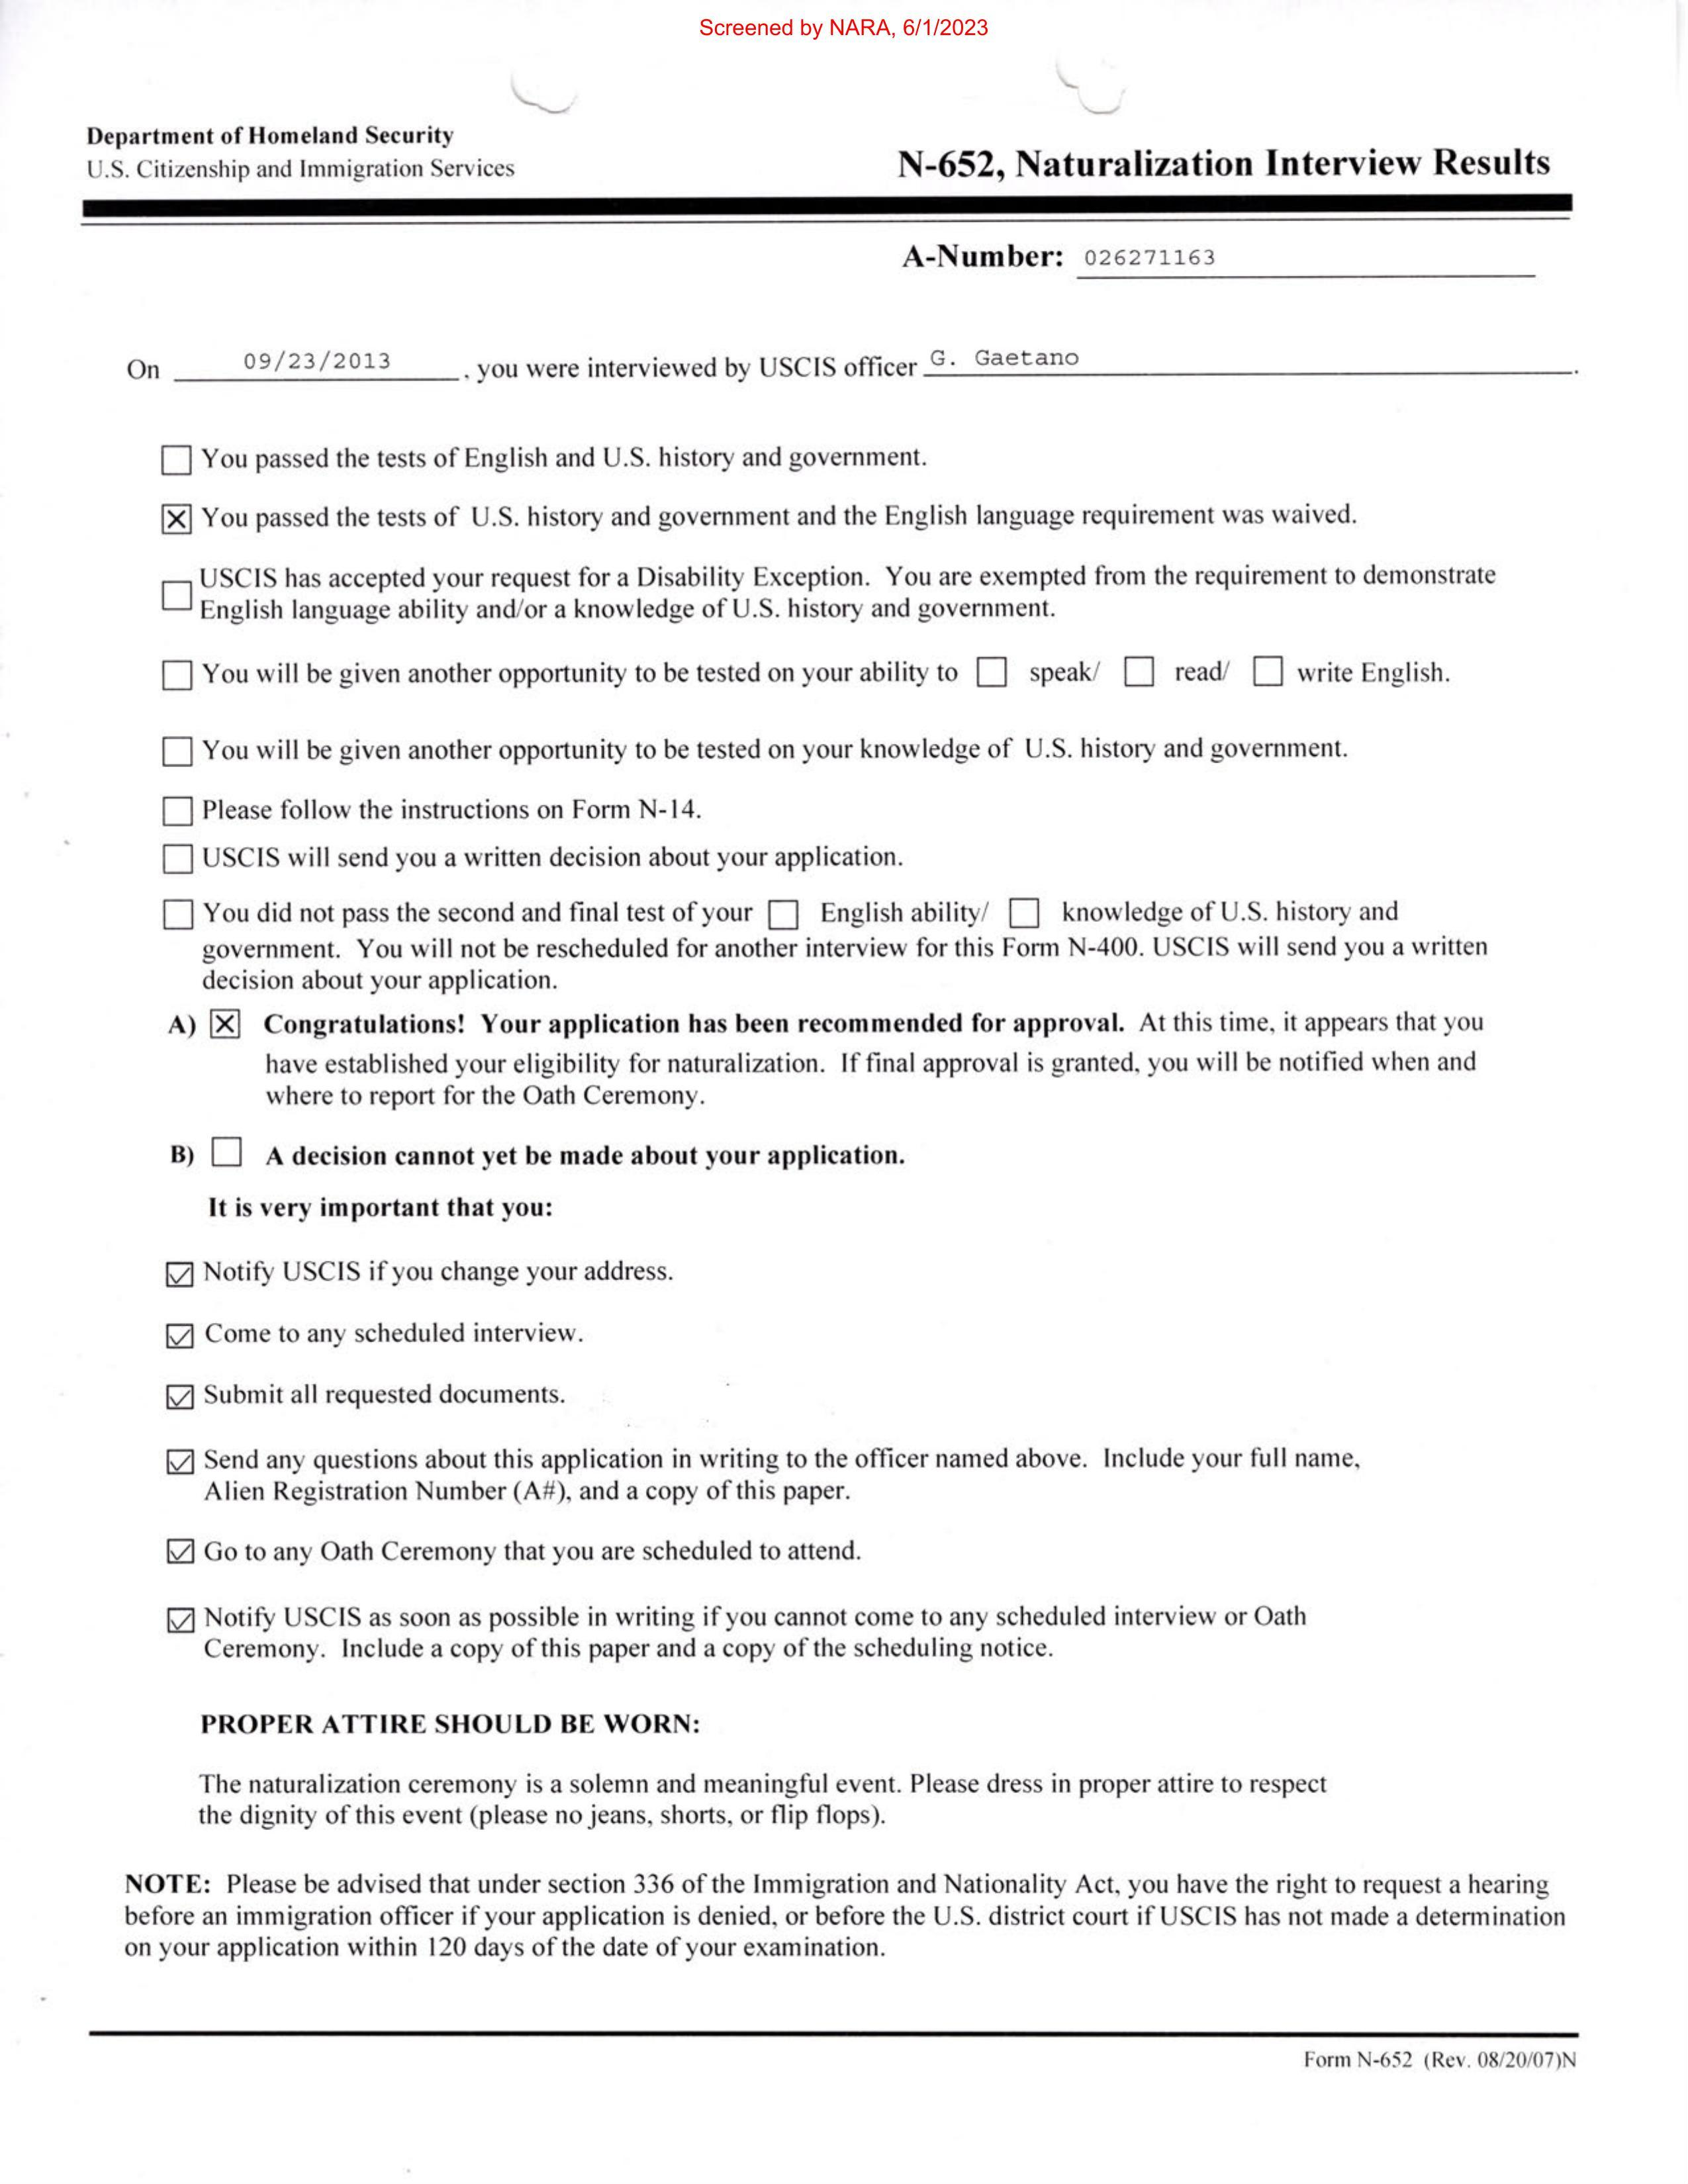 Screened by NARA, 6/1/2023
Department of Homeland Security
U.S. Citizenship and Immigration Services
N-652, Naturalization Interview Results
A-Number: 026271163
On 09/23/2013 , you were interviewed by USCIS officer G. Gaetano .
☐ You passed the tests of English and U.S. history and government.
☒ You passed the tests of U.S. history and government and the English language requirement was waived.
☐ USCIS has accepted your request for a Disability Exception. You are exempted from the requirement to demonstrate
English language ability and/or a knowledge of U.S. history and government.
☐ You will be given another opportunity to be tested on your ability to ☐ speak/ ☐ read/ ☐ write English.
☐ You will be given another opportunity to be tested on your knowledge of U.S. history and government.
☐ Please follow the instructions on Form N-14.
☐ USCIS will send you a written decision about your application.
☐ You did not pass the second and final test of your ☐ English ability/ ☐ knowledge of U.S. history and
government. You will not be rescheduled for another interview for this Form N-400. USCIS will send you a written
decision about your application.
A) ☒ Congratulations! Your application has been recommended for approval. At this time, it appears that you
have established your eligibility for naturalization. If final approval is granted, you will be notified when and
where to report for the Oath Ceremony.
B) ☐ A decision cannot yet be made about your application.
It is very important that you:
☑ Notify USCIS if you change your address.
☑ Come to any scheduled interview.
☑ Submit all requested documents.
☑ Send any questions about this application in writing to the officer named above. Include your full name,
Alien Registration Number (A#), and a copy of this paper.
☑ Go to any Oath Ceremony that you are scheduled to attend.
☑ Notify USCIS as soon as possible in writing if you cannot come to any scheduled interview or Oath
Ceremony. Include a copy of this paper and a copy of the scheduling notice.
PROPER ATTIRE SHOULD BE WORN:
The naturalization ceremony is a solemn and meaningful event. Please dress in proper attire to respect
the dignity of this event (please no jeans, shorts, or flip flops).
NOTE: Please be advised that under section 336 of the Immigration and Nationality Act, you have the right to request a hearing
before an immigration officer if your application is denied, or before the U.S. district court if USCIS has not made a determination
on your application within 120 days of the date of your examination.
Form N-652 (Rev. 08/20/07)N